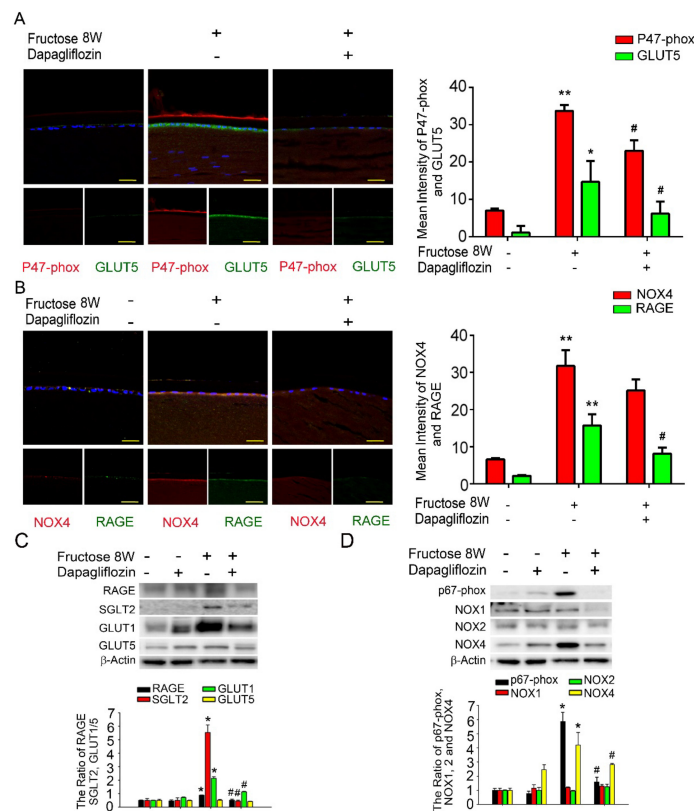 A
Fructose 8W + +
Dapagliflozin - +
P47-phox GLUT5 P47-phox GLUT5 P47-phox GLUT5
P47-phox
GLUT5
Mean Intensity of P47-phox
and GLUT5
40
30
20
10
0
** * # #
Fructose 8W - + +
Dapagliflozin - - +
B
Fructose 8W - + +
Dapagliflozin - - +
NOX4 RAGE NOX4 RAGE NOX4 RAGE
NOX4
RAGE
Mean Intensity of NOX4
and RAGE
40
30
20
10
0
** ** #
Fructose 8W - + +
Dapagliflozin - - +
C
Fructose 8W - - + +
Dapagliflozin - + - +
RAGE
SGLT2
GLUT1
GLUT5
β-Actin
RAGE GLUT1
SGLT2 GLUT5
The Ratio of RAGE
SGLT2, GLUT1/5
7
6
5
4
3
2
1
0
* * * # # #
D
Fructose 8W - - + +
Dapagliflozin - + - +
p67-phox
NOX1
NOX2
NOX4
β-Actin
p67-phox NOX2
NOX1 NOX4
The Ratio of p67-phox,
NOX1, 2 and NOX4
7
6
5
4
3
2
1
0
* * # #